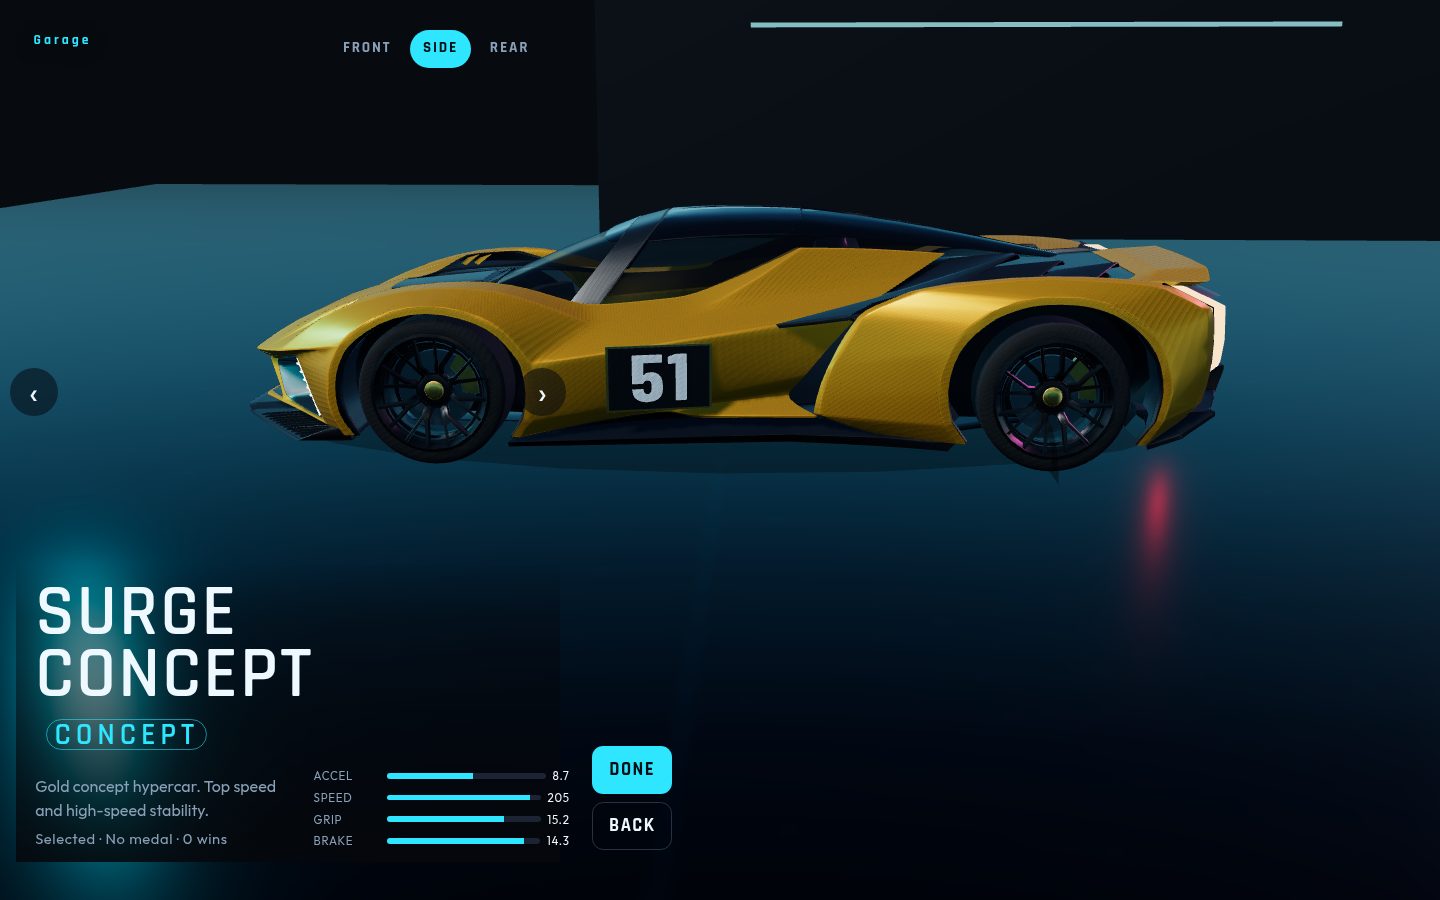 Garage
FRONT SIDE REAR
51
‹ ›
SURGE
CONCEPT
CONCEPT
Gold concept hypercar. Top speed
and high-speed stability.
Selected · No medal · 0 wins
ACCEL 8.7
SPEED 205
GRIP 15.2
BRAKE 14.3
DONE
BACK